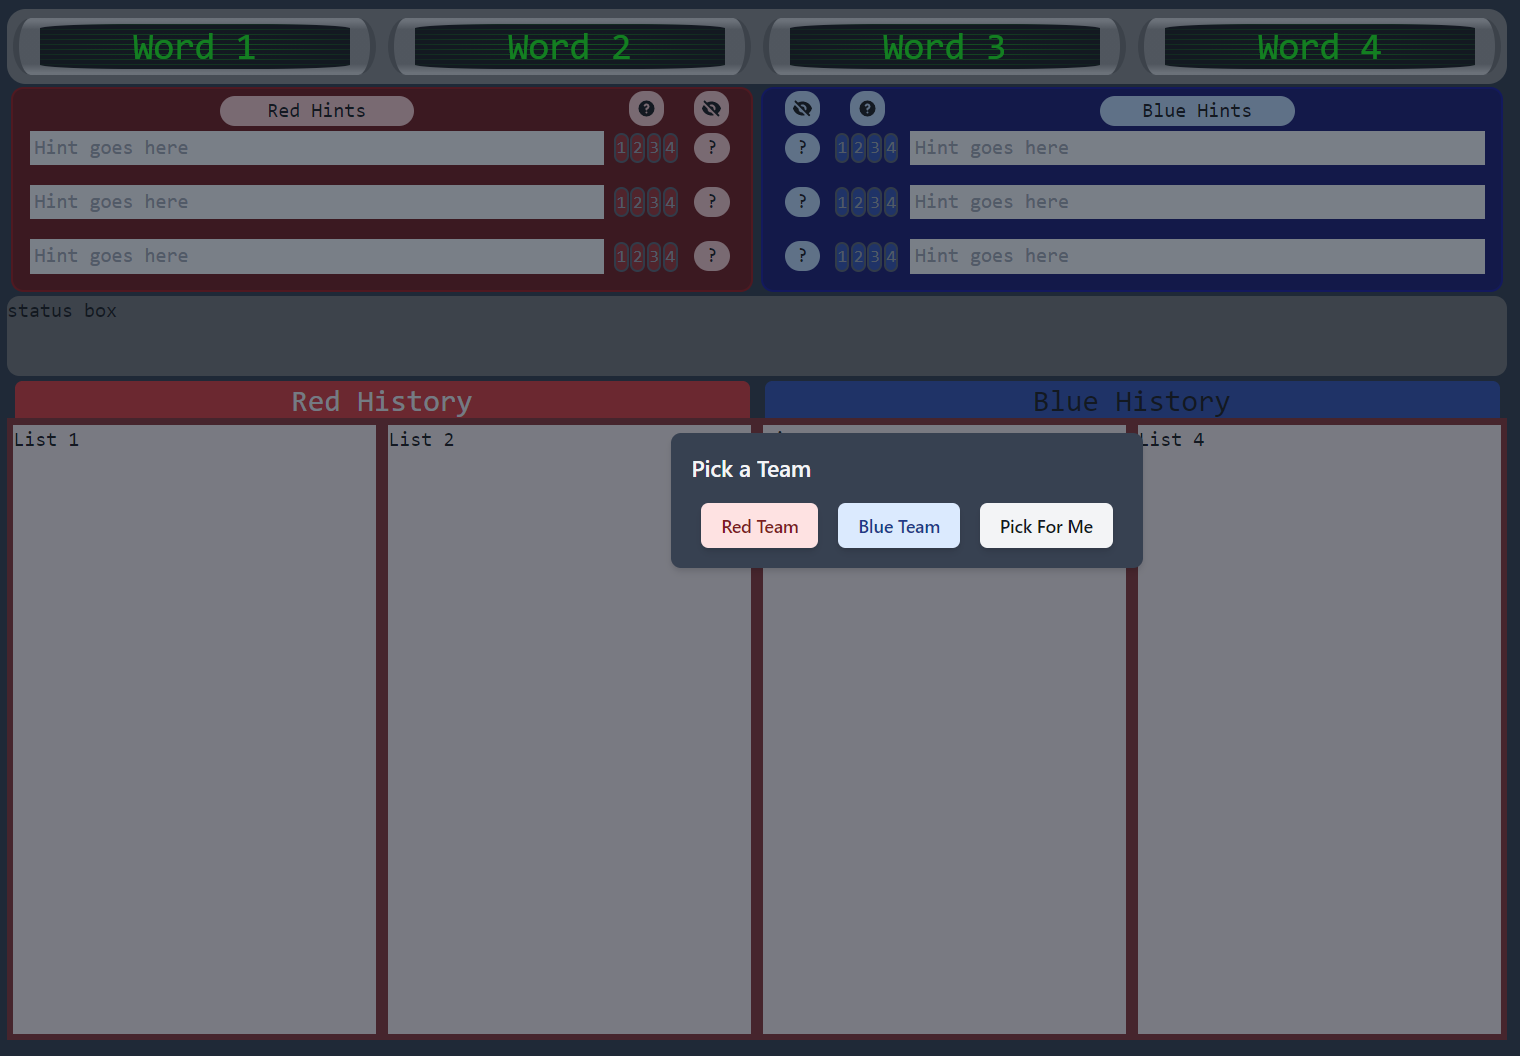 Word 1 Word 2 Word 3 Word 4
Red Hints ? ? Blue Hints
Hint goes here 1 2 3 4 ? ? 1 2 3 4 Hint goes here
Hint goes here 1 2 3 4 ? ? 1 2 3 4 Hint goes here
Hint goes here 1 2 3 4 ? ? 1 2 3 4 Hint goes here
status box
Red History Blue History
List 1 List 2 List 4
Pick a Team
Red Team Blue Team Pick For Me